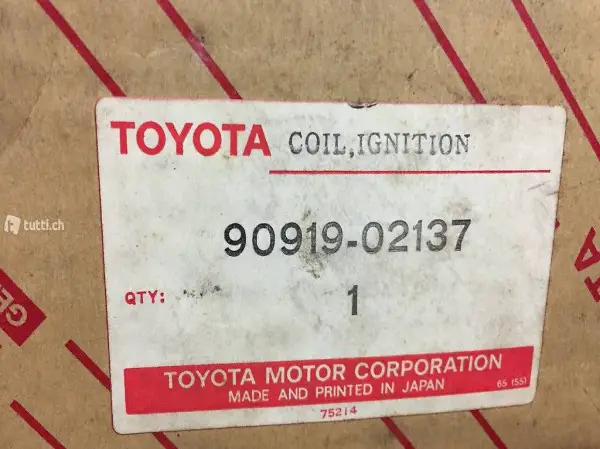 TOYOTA COIL,IGNITION
90919-02137
QTY: 1
TOYOTA MOTOR CORPORATION
MADE AND PRINTED IN JAPAN
75214
tutti.ch